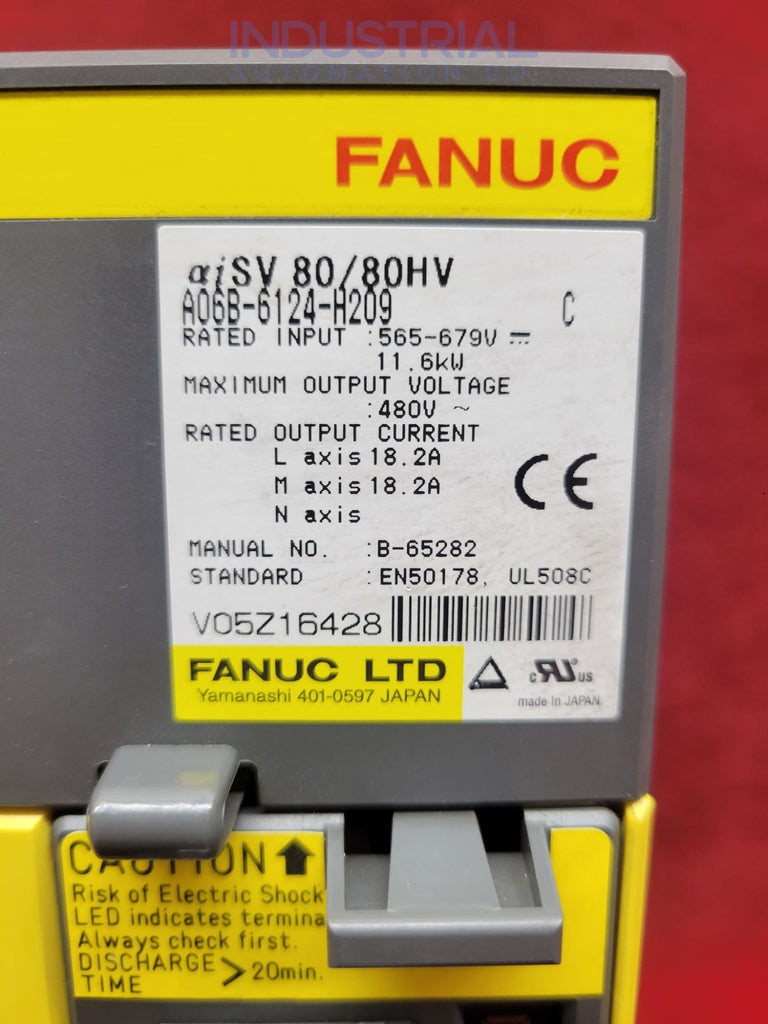 INDUSTRIAL
AUTOMATION CO
FANUC
αiSV 80/80HV
A06B-6124-H209 C
RATED INPUT :565-679V ⎓
11.6kW
MAXIMUM OUTPUT VOLTAGE
:480V ~
RATED OUTPUT CURRENT
L axis 18.2A
M axis 18.2A
N axis
CE
MANUAL NO. :B-65282
STANDARD :EN50178, UL508C
V05Z16428
FANUC LTD
Yamanashi 401-0597 JAPAN
c RU us
made In JAPAN
CAUTION
Risk of Electric Shock
LED indicates termina
Always check first.
DISCHARGE
TIME > 20min.